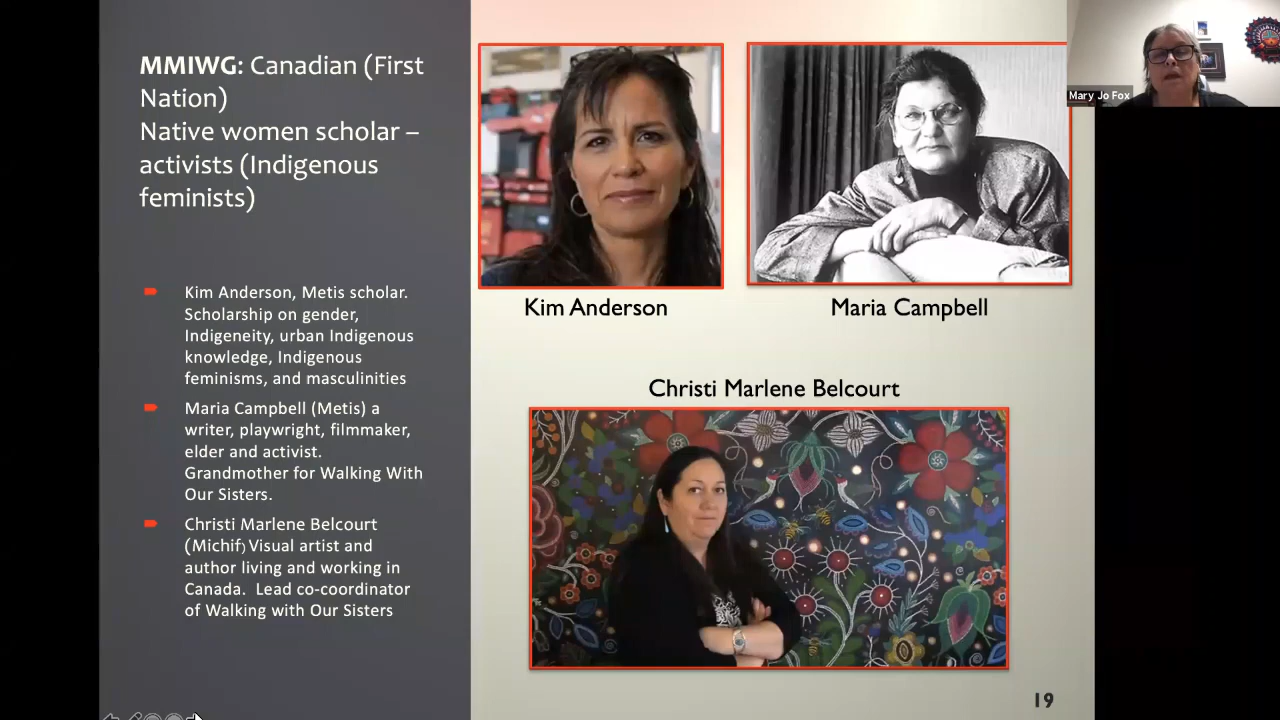 MMIWG: Canadian (First
Nation)
Native women scholar –
activists (Indigenous
feminists)
Kim Anderson, Metis scholar.
Scholarship on gender,
Indigeneity, urban Indigenous
knowledge, Indigenous
feminisms, and masculinities
Maria Campbell (Metis) a
writer, playwright, filmmaker,
elder and activist.
Grandmother for Walking With
Our Sisters.
Christi Marlene Belcourt
(Michif) Visual artist and
author living and working in
Canada.  Lead co-coordinator
of Walking with Our Sisters
Kim Anderson
Maria Campbell
Christi Marlene Belcourt
19
Mary Jo Fox